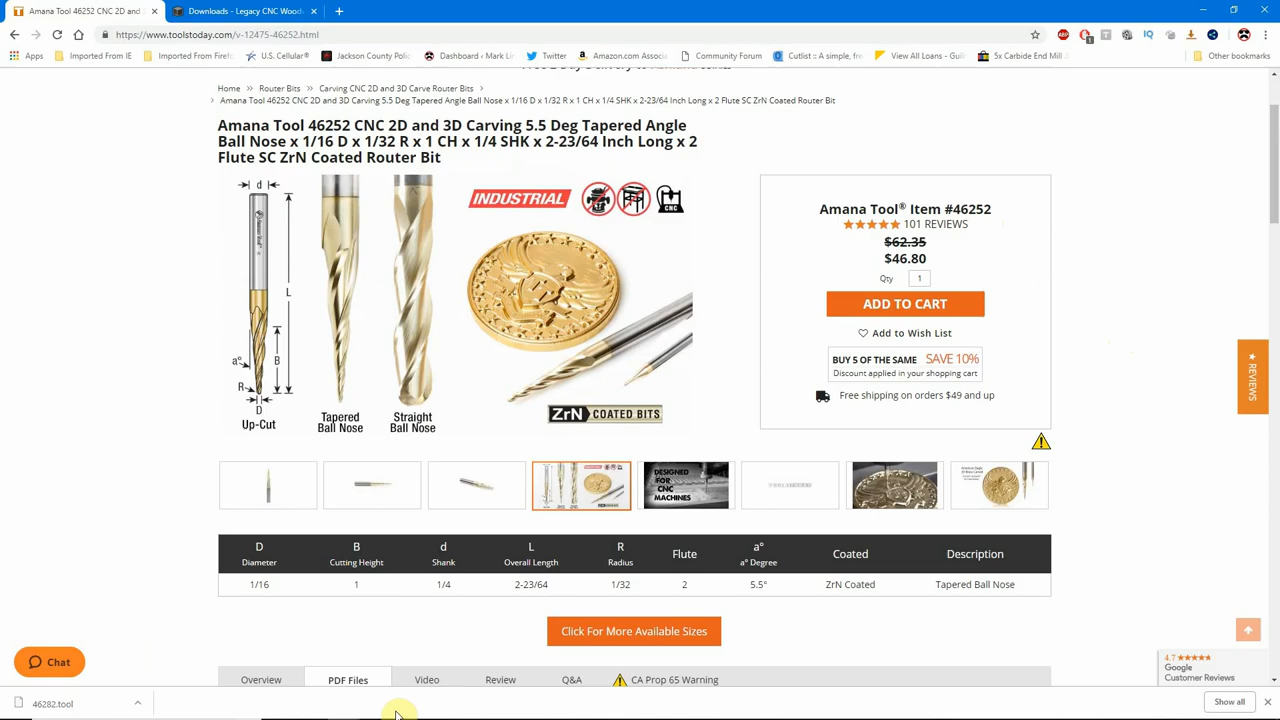 Amana Tool 46252 CNC 2D and 3D
Downloads - Legacy CNC Wood
https://www.toolstoday.com/v-12475-46252.html
Apps
Imported From IE
Imported From Firefo
U.S. Cellular®
Jackson County Polic
Dashboard ‹ Mark Lin
Twitter
Amazon.com Associa
Community Forum
Cutlist :: A simple, fre
View All Loans - Guil
5x Carbide End Mill J
Other bookmarks
Home > Router Bits > Carving CNC 2D and 3D Carve Router Bits >
> Amana Tool 46252 CNC 2D and 3D Carving 5.5 Deg Tapered Angle Ball Nose x 1/16 D x 1/32 R x 1 CH x 1/4 SHK x 2-23/64 Inch Long x 2 Flute SC ZrN Coated Router Bit
Amana Tool 46252 CNC 2D and 3D Carving 5.5 Deg Tapered Angle
Ball Nose x 1/16 D x 1/32 R x 1 CH x 1/4 SHK x 2-23/64 Inch Long x 2
Flute SC ZrN Coated Router Bit
d
L
B
a°
R
D
Up-Cut
Tapered
Ball Nose
Straight
Ball Nose
INDUSTRIAL
CNC
ZrN COATED BITS
Amana Tool® Item #46252
101 REVIEWS
$62.35
$46.80
Qty 1
ADD TO CART
Add to Wish List
BUY 5 OF THE SAME SAVE 10%
Discount applied in your shopping cart
Free shipping on orders $49 and up
★ REVIEWS
DESIGNED
FOR
CNC
MACHINES
D B d L R Flute a° Coated Description
Diameter Cutting Height Shank Overall Length Radius a° Degree
1/16 1 1/4 2-23/64 1/32 2 5.5° ZrN Coated Tapered Ball Nose
Click For More Available Sizes
Chat
Overview PDF Files Video Review Q&A CA Prop 65 Warning
4.7
Google
Customer Reviews
46282.tool
Show all